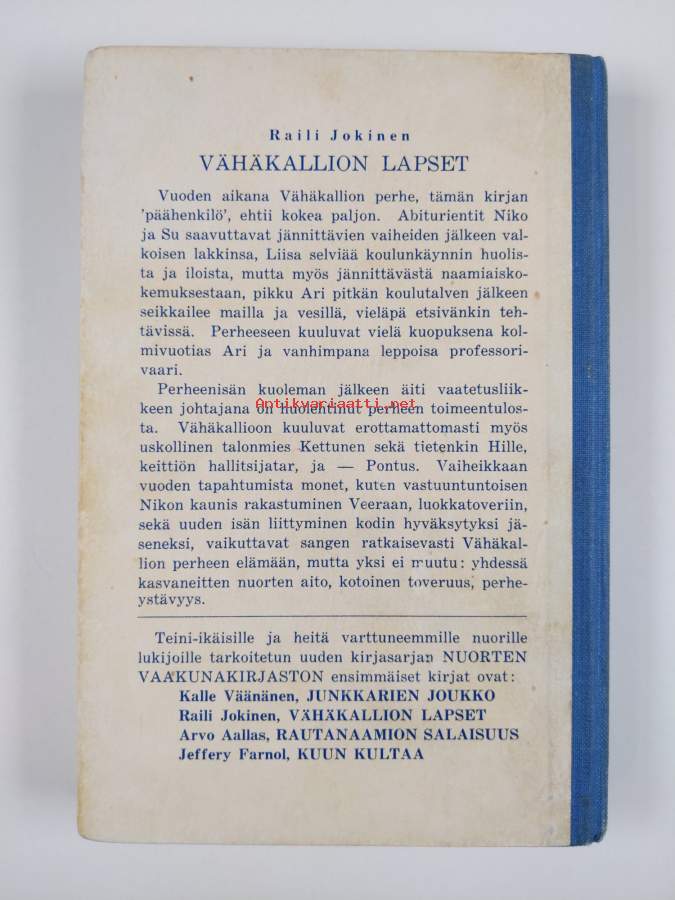 Raili Jokinen
VÄHÄKALLION LAPSET
Vuoden aikana Vähäkallion perhe, tämän kirjan
'päähenkilö', ehtii kokea paljon. Abiturientit Niko
ja Su saavuttavat jännittävien vaiheiden jälkeen val-
koisen lakkinsa, Liisa selviää koulunkäynnin huolis-
ta ja iloista, mutta myös jännittävästä naamiaisko-
kemuksestaan, pikku Ari pitkän koulutalven jälkeen
seikkailee mailla ja vesillä, vieläpä etsivänkin teh-
tävissä. Perheeseen kuuluvat vielä kuopuksena kol-
mivuotias Ari ja vanhimpana leppoisa professori-
vaari.
Perheenisän kuoleman jälkeen äiti vaatetusliik-
Antikvariaatti.net
keen johtajana on huolehtinut perheen toimeentulos-
ta. Vähäkallioon kuuluvat erottamattomasti myös
uskollinen talonmies Kettunen sekä tietenkin Hille,
keittiön hallitsijatar, ja — Pontus. Vaiheikkaan
vuoden tapahtumista monet, kuten vastuuntuntoisen
Nikon kaunis rakastuminen Veeraan, luokkatoveriin,
sekä uuden isän liittyminen kodin hyväksytyksi jä-
seneksi, vaikuttavat sangen ratkaisevasti Vähäkal-
lion perheen elämään, mutta yksi ei muutu: yhdessä
kasvaneitten nuorten aito, kotoinen toveruus, perhe-
ystävyys.
Teini-ikäisille ja heitä varttuneemmille nuorille
lukijoille tarkoitetun uuden kirjasarjan NUORTEN
VAAKUNAKIRJASTON ensimmäiset kirjat ovat:
Kalle Väänänen, JUNKKARIEN JOUKKO
Raili Jokinen, VÄHÄKALLION LAPSET
Arvo Aallas, RAUTANAAMION SALAISUUS
Jeffery Farnol, KUUN KULTAA